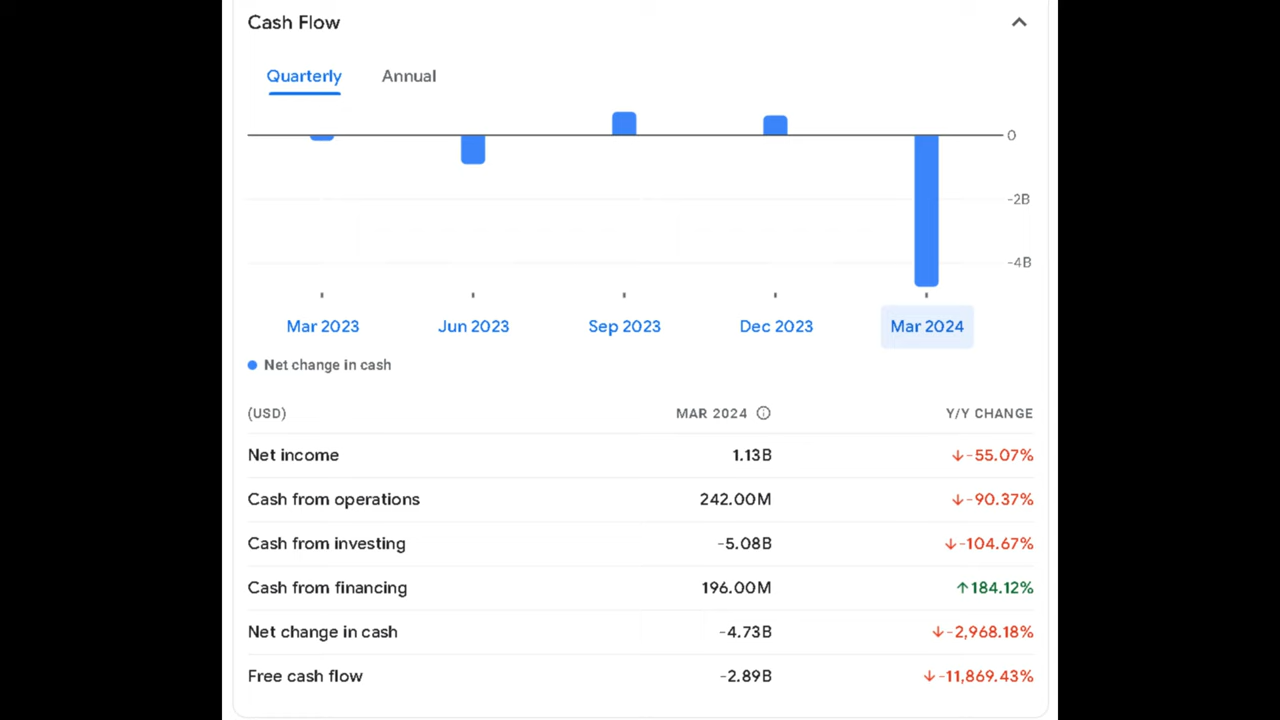 Cash Flow
Quarterly Annual
0
-2B
-4B
Mar 2023 Jun 2023 Sep 2023 Dec 2023 Mar 2024
Net change in cash
(USD) MAR 2024 Y/Y CHANGE
Net income 1.13B ↓-55.07%
Cash from operations 242.00M ↓-90.37%
Cash from investing -5.08B ↓-104.67%
Cash from financing 196.00M ↑184.12%
Net change in cash -4.73B ↓-2,968.18%
Free cash flow -2.89B ↓-11,869.43%